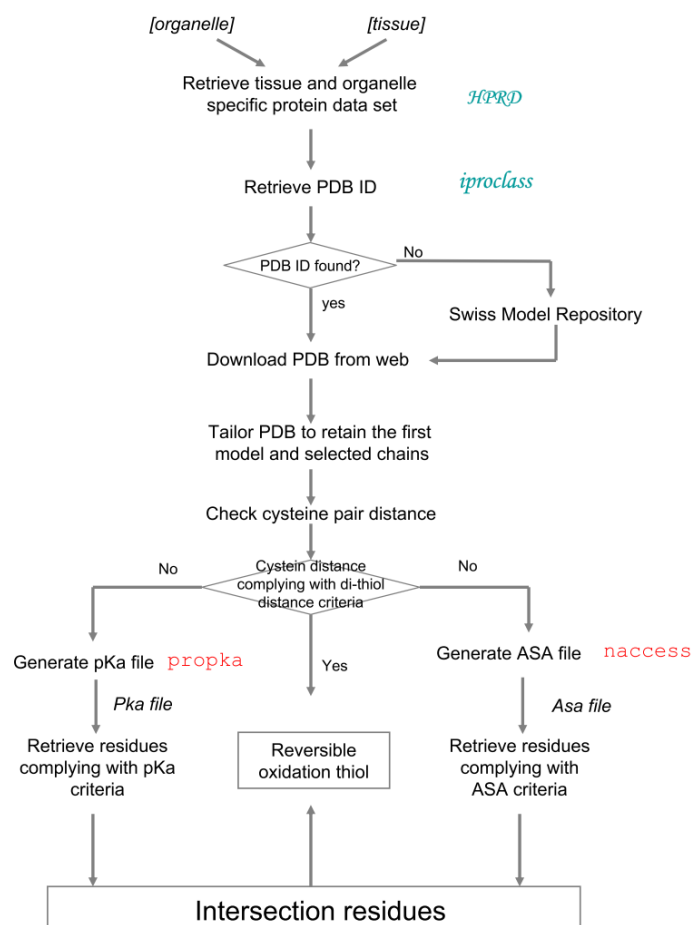 [organelle]
[tissue]
Retrieve tissue and organelle
specific protein data set
HPRD
Retrieve PDB ID
iproclass
PDB ID found?
No
yes
Swiss Model Repository
Download PDB from web
Tailor PDB to retain the first
model and selected chains
Check cysteine pair distance
No
Cystein distance
complying with di-thiol
distance criteria
No
Generate pKa file
propka
Yes
Generate ASA file
naccess
Pka file
Asa file
Retrieve residues
complying with pKa
criteria
Reversible
oxidation thiol
Retrieve residues
complying with
ASA criteria
Intersection residues